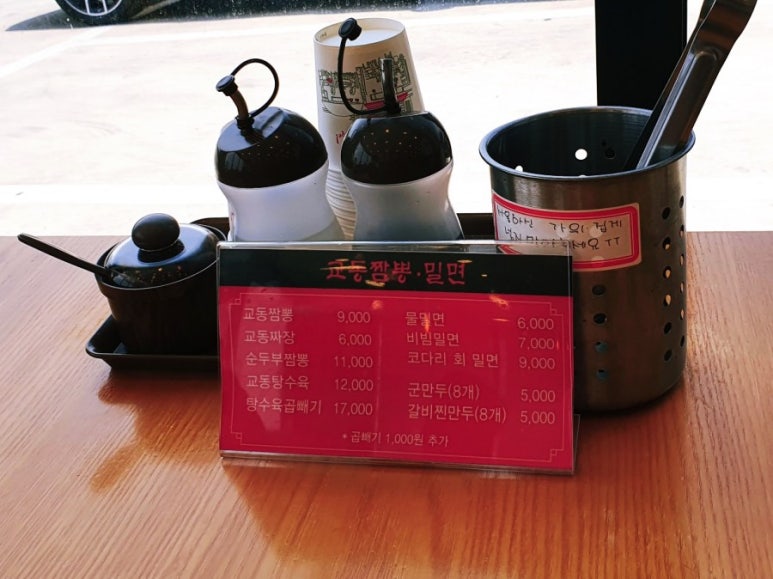 교동짬뽕·밀면
교동짬뽕 9,000
교동짜장 6,000
순두부짬뽕 11,000
교동탕수육 12,000
탕수육곱빼기 17,000
물밀면 6,000
비빔밀면 7,000
코다리 회 밀면 9,000
군만두(8개) 5,000
갈비찐만두(8개) 5,000
* 곱빼기 1,000원 추가
가위 집게